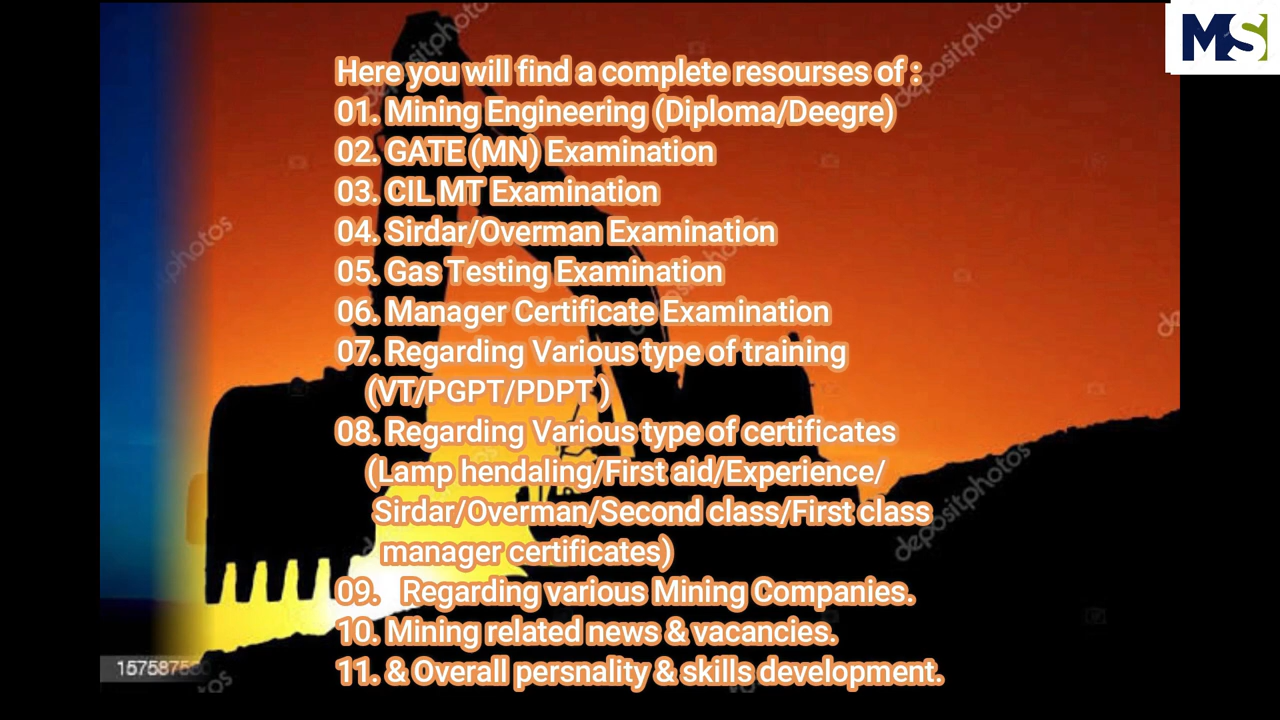 MS
Here you will find a complete resourses of :
01. Mining Engineering (Diploma/Deegre)
02. GATE (MN) Examination
03. CIL MT Examination
04. Sirdar/Overman Examination
05. Gas Testing Examination
06. Manager Certificate Examination
07. Regarding Various type of training
(VT/PGPT/PDPT )
08. Regarding Various type of certificates
(Lamp hendaling/First aid/Experience/
Sirdar/Overman/Second class/First class
manager certificates)
09. Regarding various Mining Companies.
10. Mining related news & vacancies.
11. & Overall persnality & skills development.
depositphotos
depositphotos
depositphotos